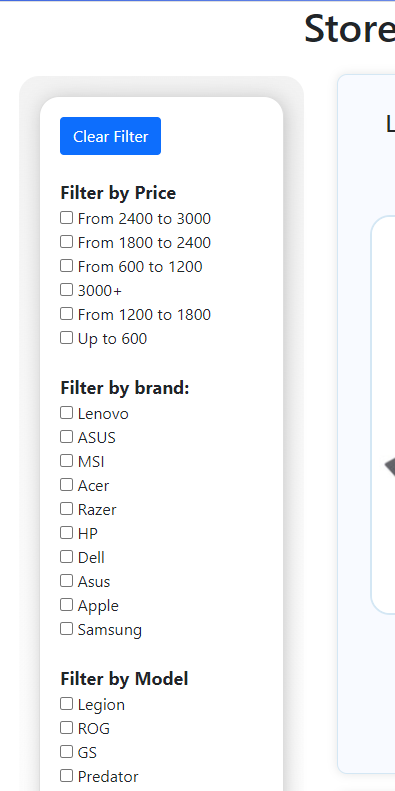 Store
Clear Filter
Filter by Price
From 2400 to 3000
From 1800 to 2400
From 600 to 1200
3000+
From 1200 to 1800
Up to 600
Filter by brand:
Lenovo
ASUS
MSI
Acer
Razer
HP
Dell
Asus
Apple
Samsung
Filter by Model
Legion
ROG
GS
Predator